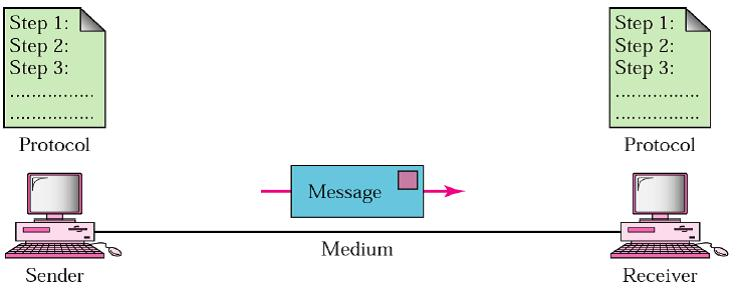 Step 1:
Step 2:
Step 3:
....................
....................
Protocol
Step 1:
Step 2:
Step 3:
....................
....................
Protocol
Message
Medium
Sender
Receiver